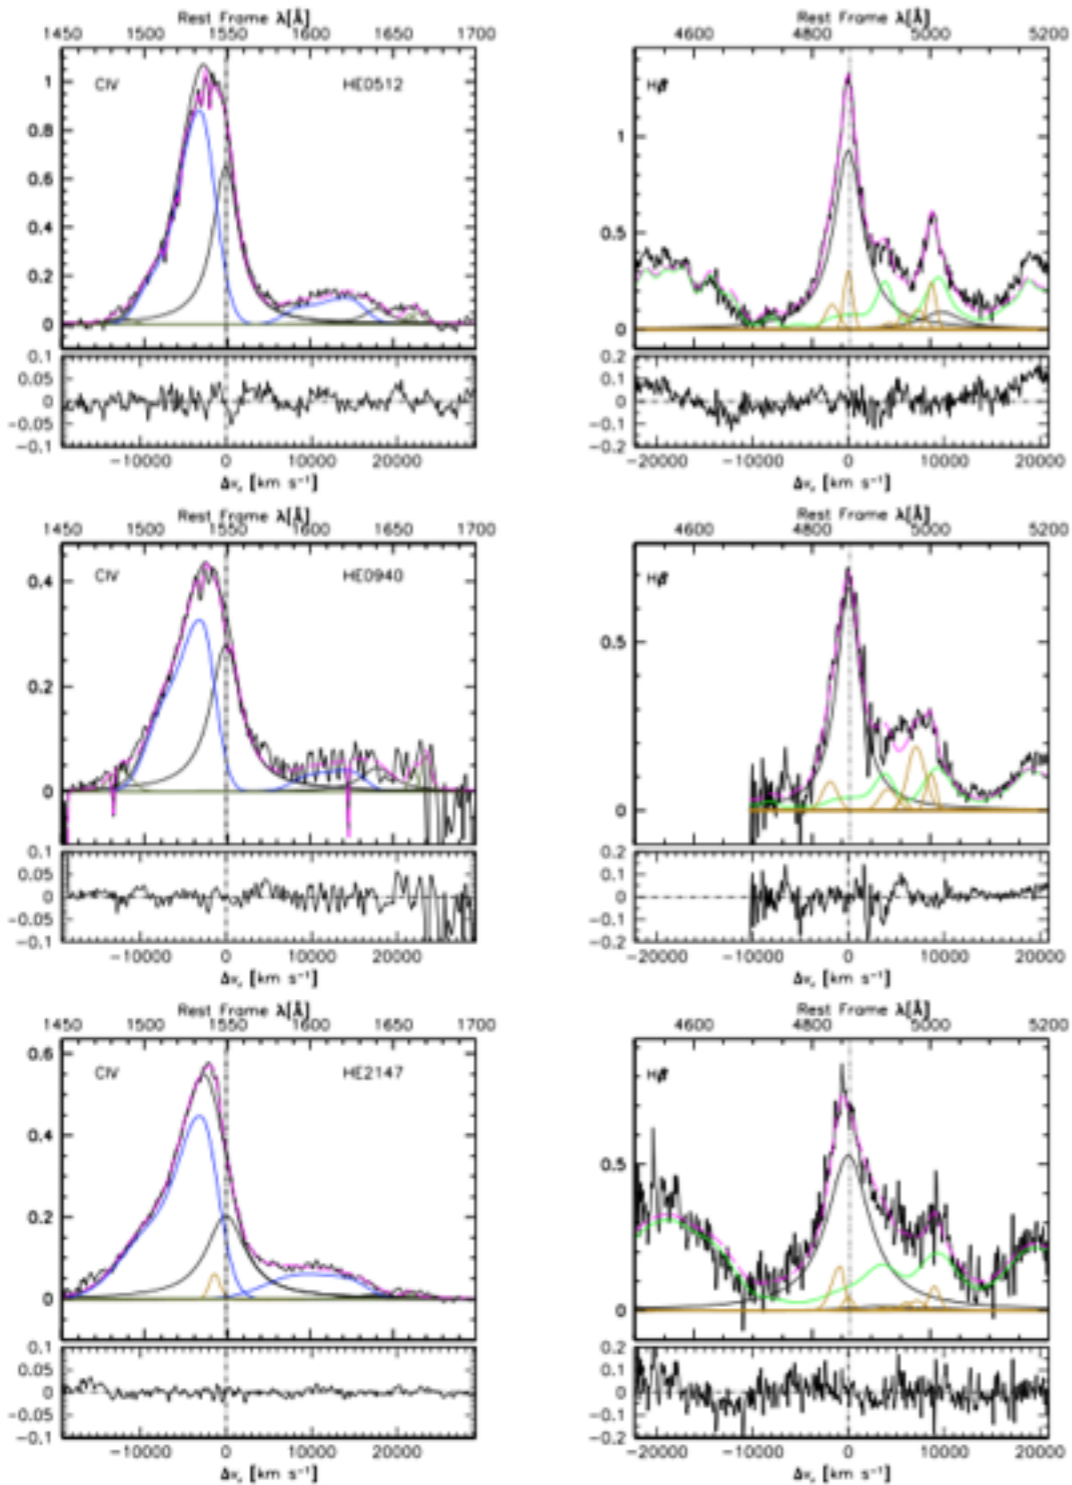 Rest Frame λ[Å] Rest Frame λ[Å]
1450 1500 1550 1600 1650 1700 4600 4800 5000 5200
CIV HE0512 Hβ
1 0.8 0.6 0.4 0.2 0 1 0.5 0
0.1 0.05 0 −0.05 −0.1 0.2 0.1 0 −0.1 −0.2
−10000 0 10000 20000 −20000 −10000 0 10000 20000
Δvᵣ [km s⁻¹] Δvᵣ [km s⁻¹]
Rest Frame λ[Å] Rest Frame λ[Å]
1450 1500 1550 1600 1650 1700 4600 4800 5000 5200
CIV HE0940 Hβ
0.4 0.2 0 0.5 0
0.1 0.05 0 −0.05 −0.1 0.2 0.1 0 −0.1 −0.2
−10000 0 10000 20000 −20000 −10000 0 10000 20000
Δvᵣ [km s⁻¹] Δvᵣ [km s⁻¹]
Rest Frame λ[Å] Rest Frame λ[Å]
1450 1500 1550 1600 1650 1700 4600 4800 5000 5200
CIV HE2147 Hβ
0.6 0.4 0.2 0 0.5 0
0.1 0.05 0 −0.05 −0.1 0.2 0.1 0 −0.1 −0.2
−10000 0 10000 20000 −20000 −10000 0 10000 20000
Δvᵣ [km s⁻¹] Δvᵣ [km s⁻¹]